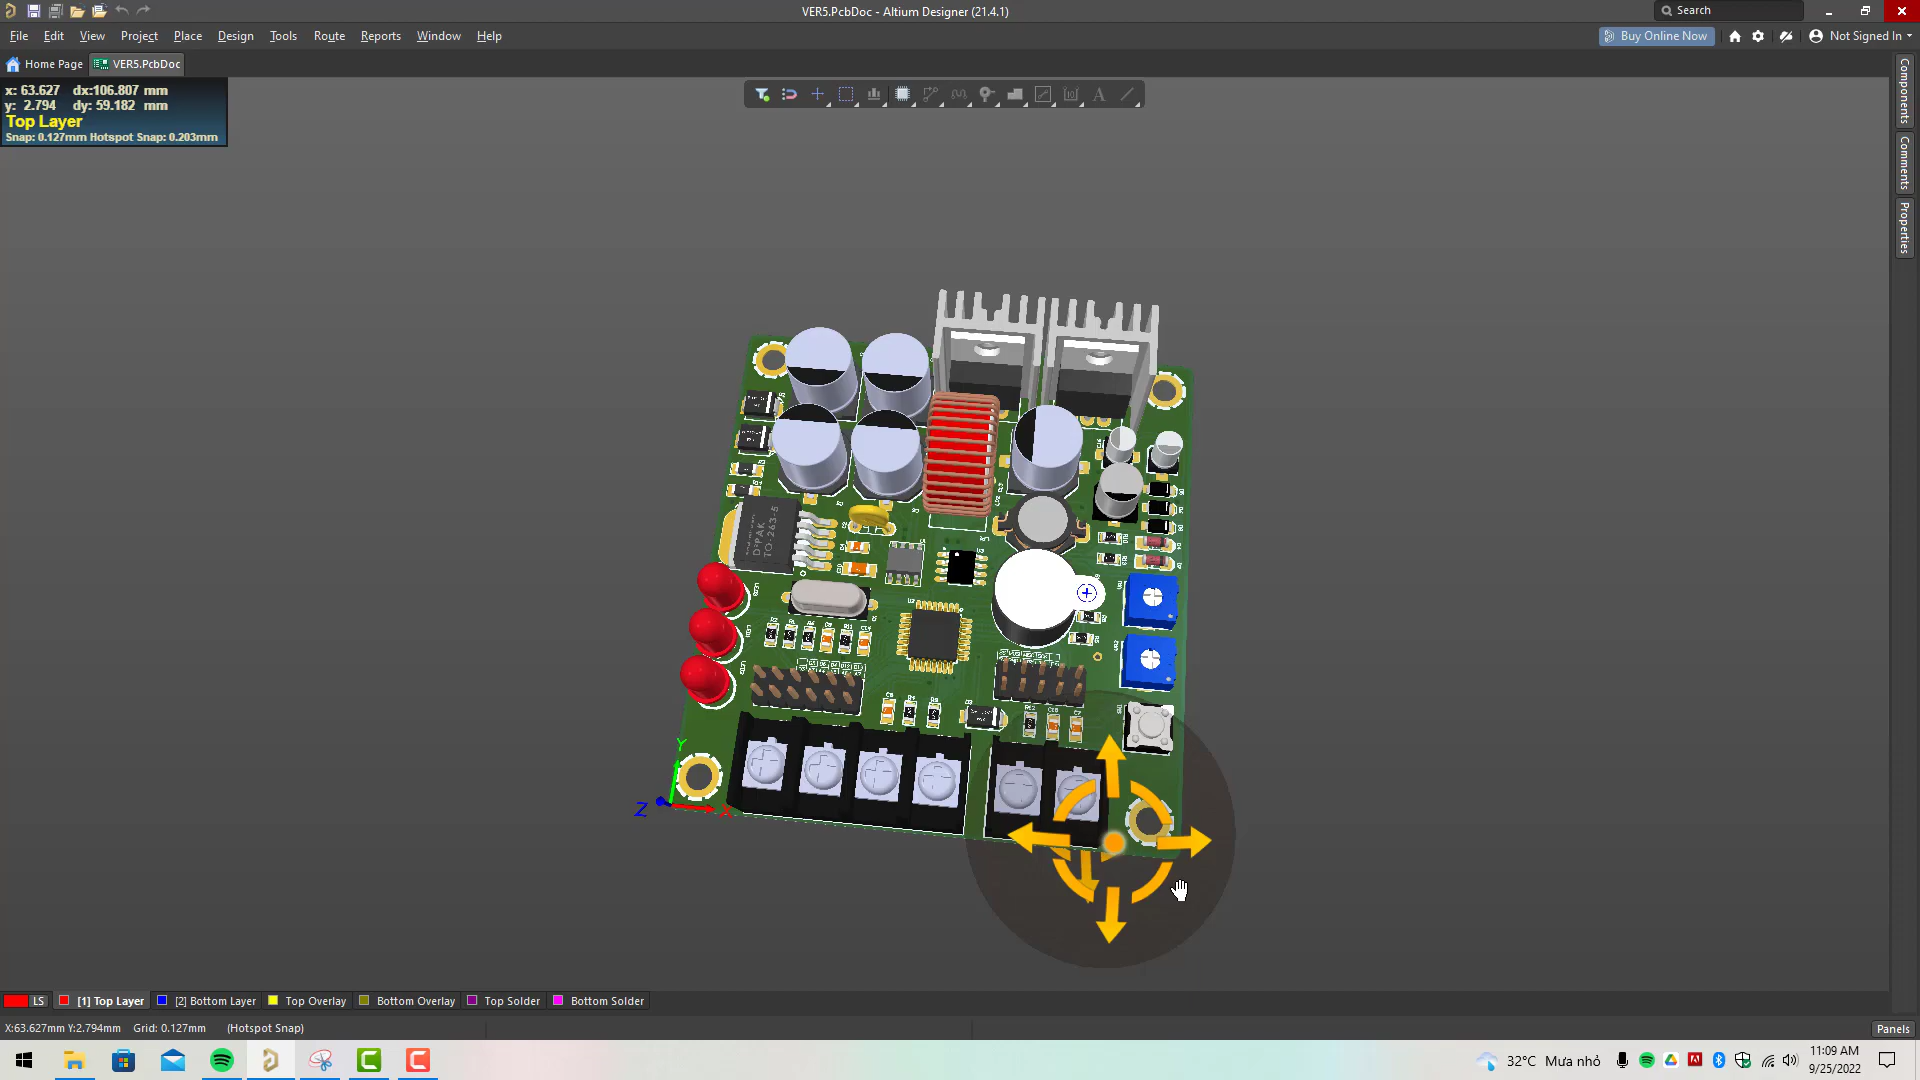 VER5.PcbDoc - Altium Designer (21.4.1)
Search
File Edit View Project Place Design Tools Route Reports Window Help
Buy Online Now
Not Signed In
Home Page
VER5.PcbDoc
x: 63.627 dx:106.807 mm
y: 2.794 dy: 59.182 mm
Top Layer
Snap: 0.127mm Hotspot Snap: 0.203mm
Components
Comments
Properties
D²PAK
TO-263-5
Y
Z
X
LS
[1] Top Layer
[2] Bottom Layer
Top Overlay
Bottom Overlay
Top Solder
Bottom Solder
X:63.627mm Y:2.794mm Grid: 0.127mm (Hotspot Snap)
Panels
32°C Mưa nhỏ
11:09 AM
9/25/2022